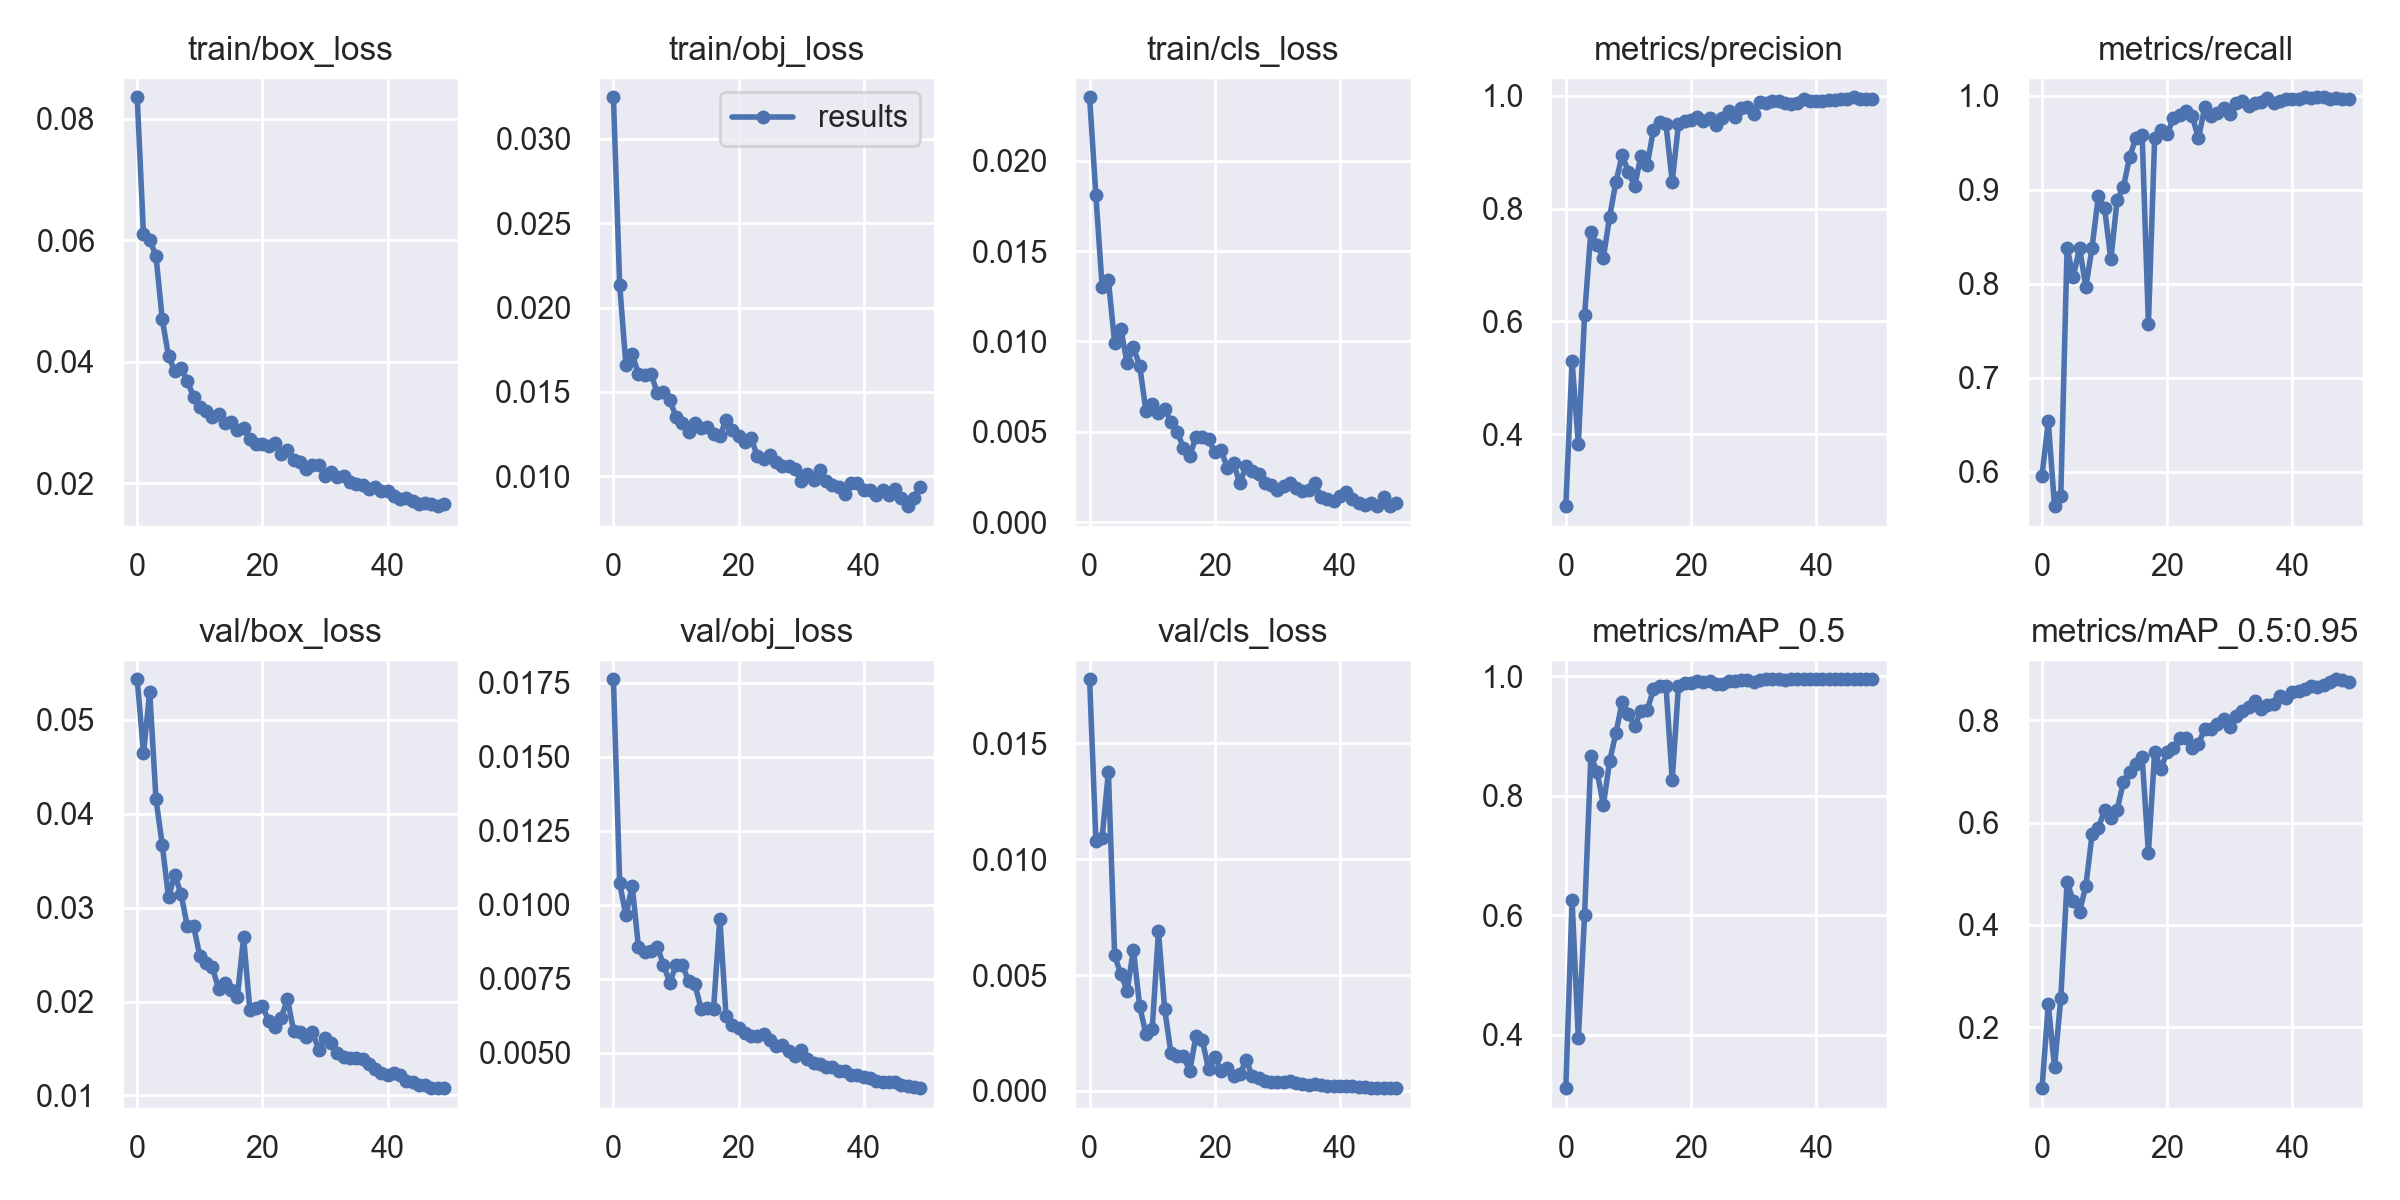 train/box_loss
0.08
0.06
0.04
0.02
0 20 40
train/obj_loss
results
0.030
0.025
0.020
0.015
0.010
0 20 40
train/cls_loss
0.020
0.015
0.010
0.005
0.000
0 20 40
metrics/precision
1.0
0.8
0.6
0.4
0 20 40
metrics/recall
1.0
0.9
0.8
0.7
0.6
0 20 40
val/box_loss
0.05
0.04
0.03
0.02
0.01
0 20 40
val/obj_loss
0.0175
0.0150
0.0125
0.0100
0.0075
0.0050
0 20 40
val/cls_loss
0.015
0.010
0.005
0.000
0 20 40
metrics/mAP_0.5
1.0
0.8
0.6
0.4
0 20 40
metrics/mAP_0.5:0.95
0.8
0.6
0.4
0.2
0 20 40